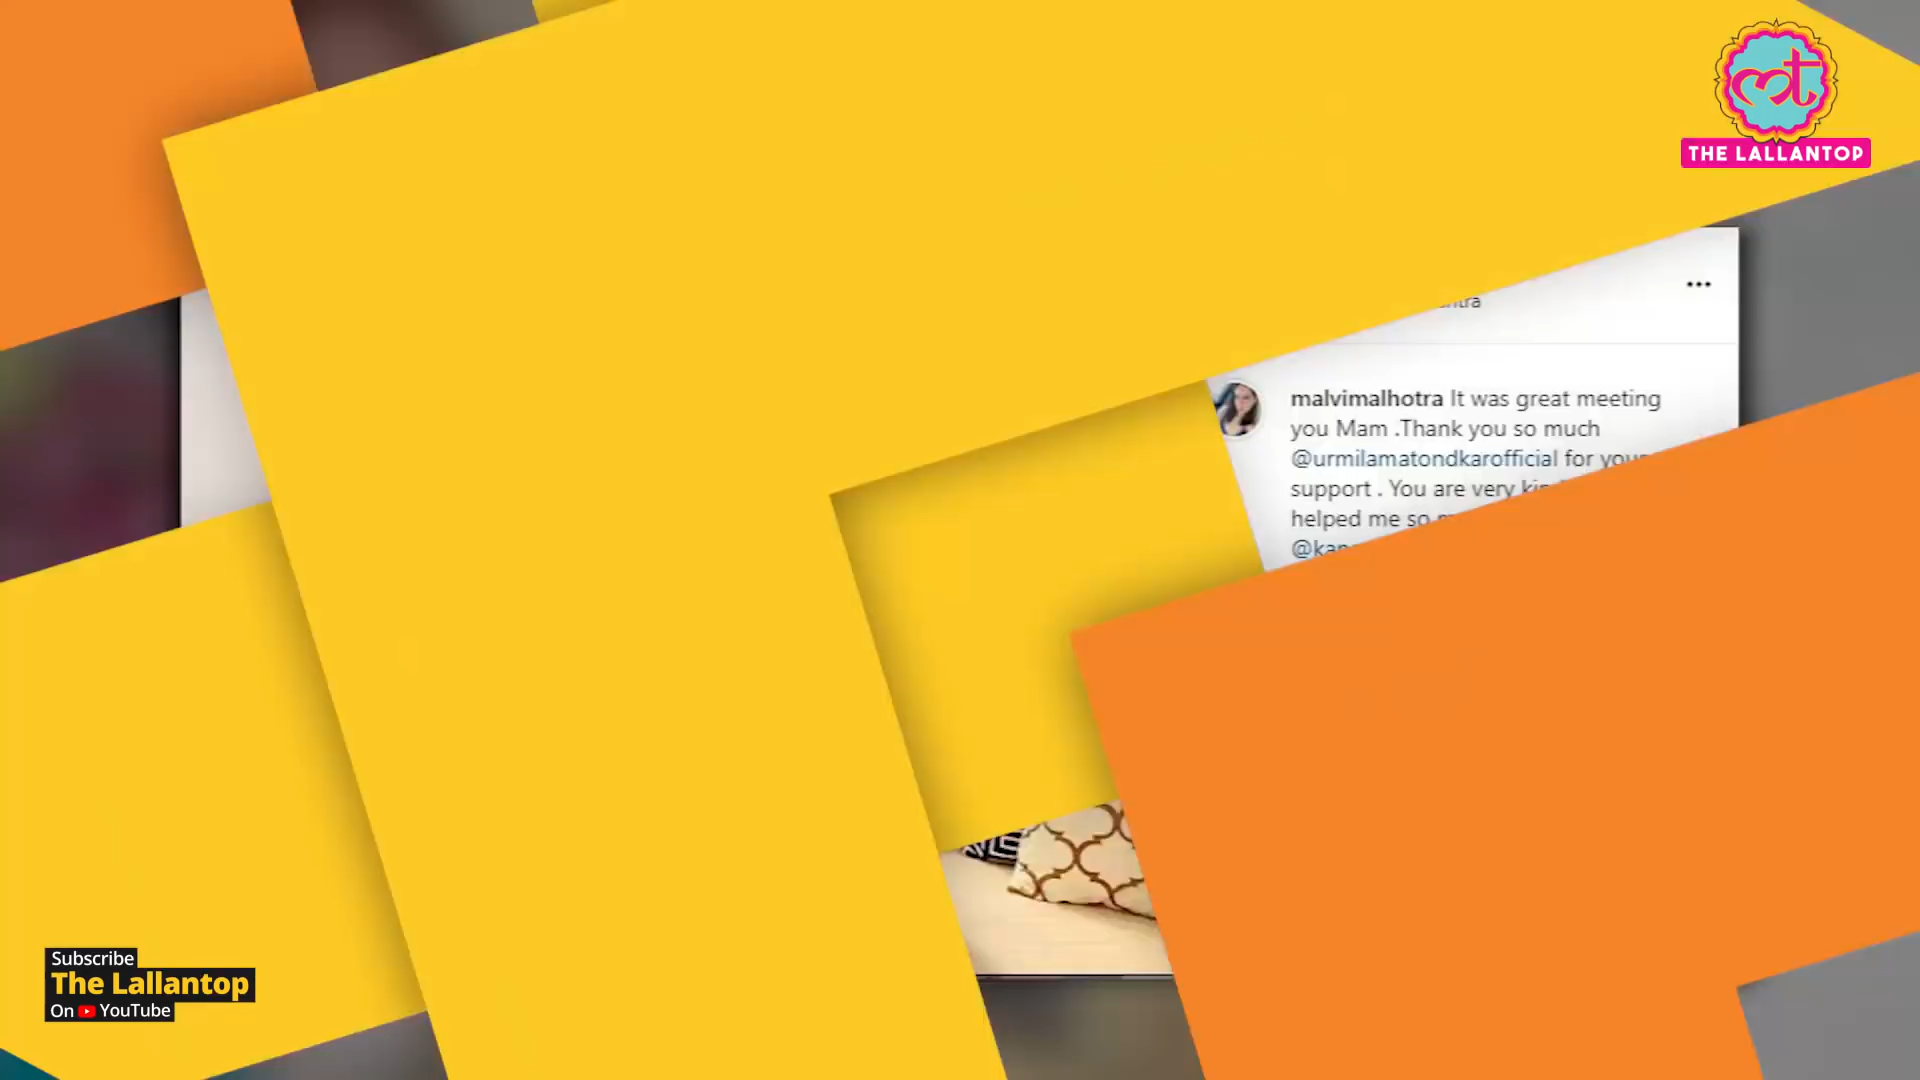 THE LALLANTOP
malvimalhotra It was great meeting
you Mam .Thank you so much
@urmilamatondkarofficial for your
support . You are very
helped me so
Subscribe
The Lallantop
On YouTube